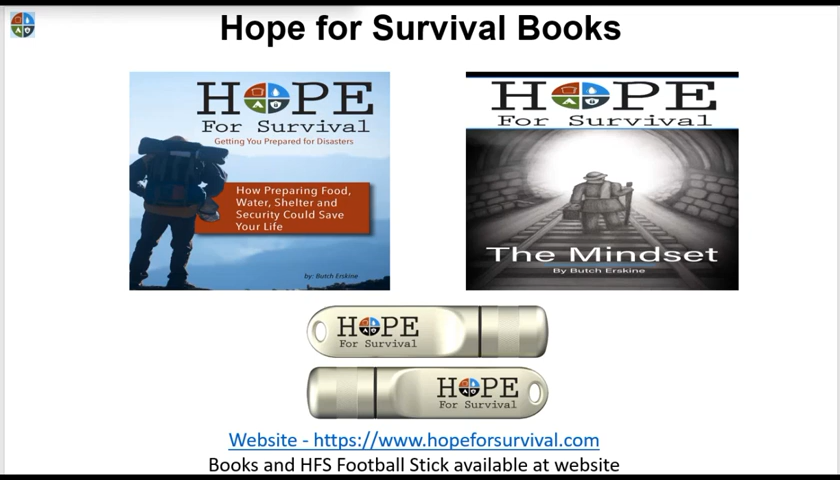 Hope for Survival Books
HOPE
For Survival
Getting You Prepared for Disasters
How Preparing Food,
Water, Shelter and
Security Could Save
Your Life
by: Butch Erskine
HOPE
For Survival
The Mindset
By Butch Erskine
HOPE
For Survival
HOPE
For Survival
Website - https://www.hopeforsurvival.com
Books and HFS Football Stick available at website